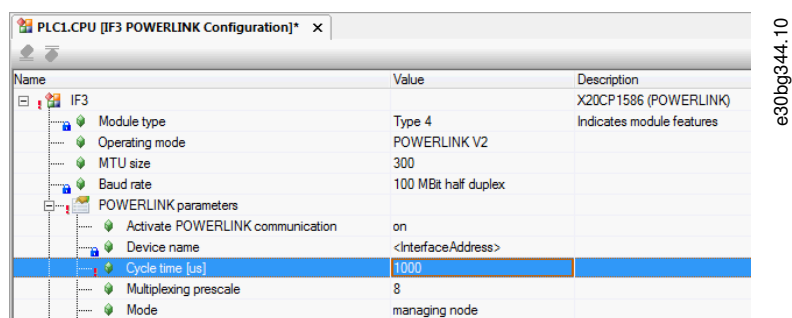 PLC1.CPU [IF3 POWERLINK Configuration]* x
Name Value Description
IF3 X20CP1586 (POWERLINK)
Module type Type 4 Indicates module features
Operating mode POWERLINK V2
MTU size 300
Baud rate 100 MBit half duplex
POWERLINK parameters
Activate POWERLINK communication on
Device name <InterfaceAddress>
Cycle time [us] 1000
Multiplexing prescale 8
Mode managing node
e30bg344.10